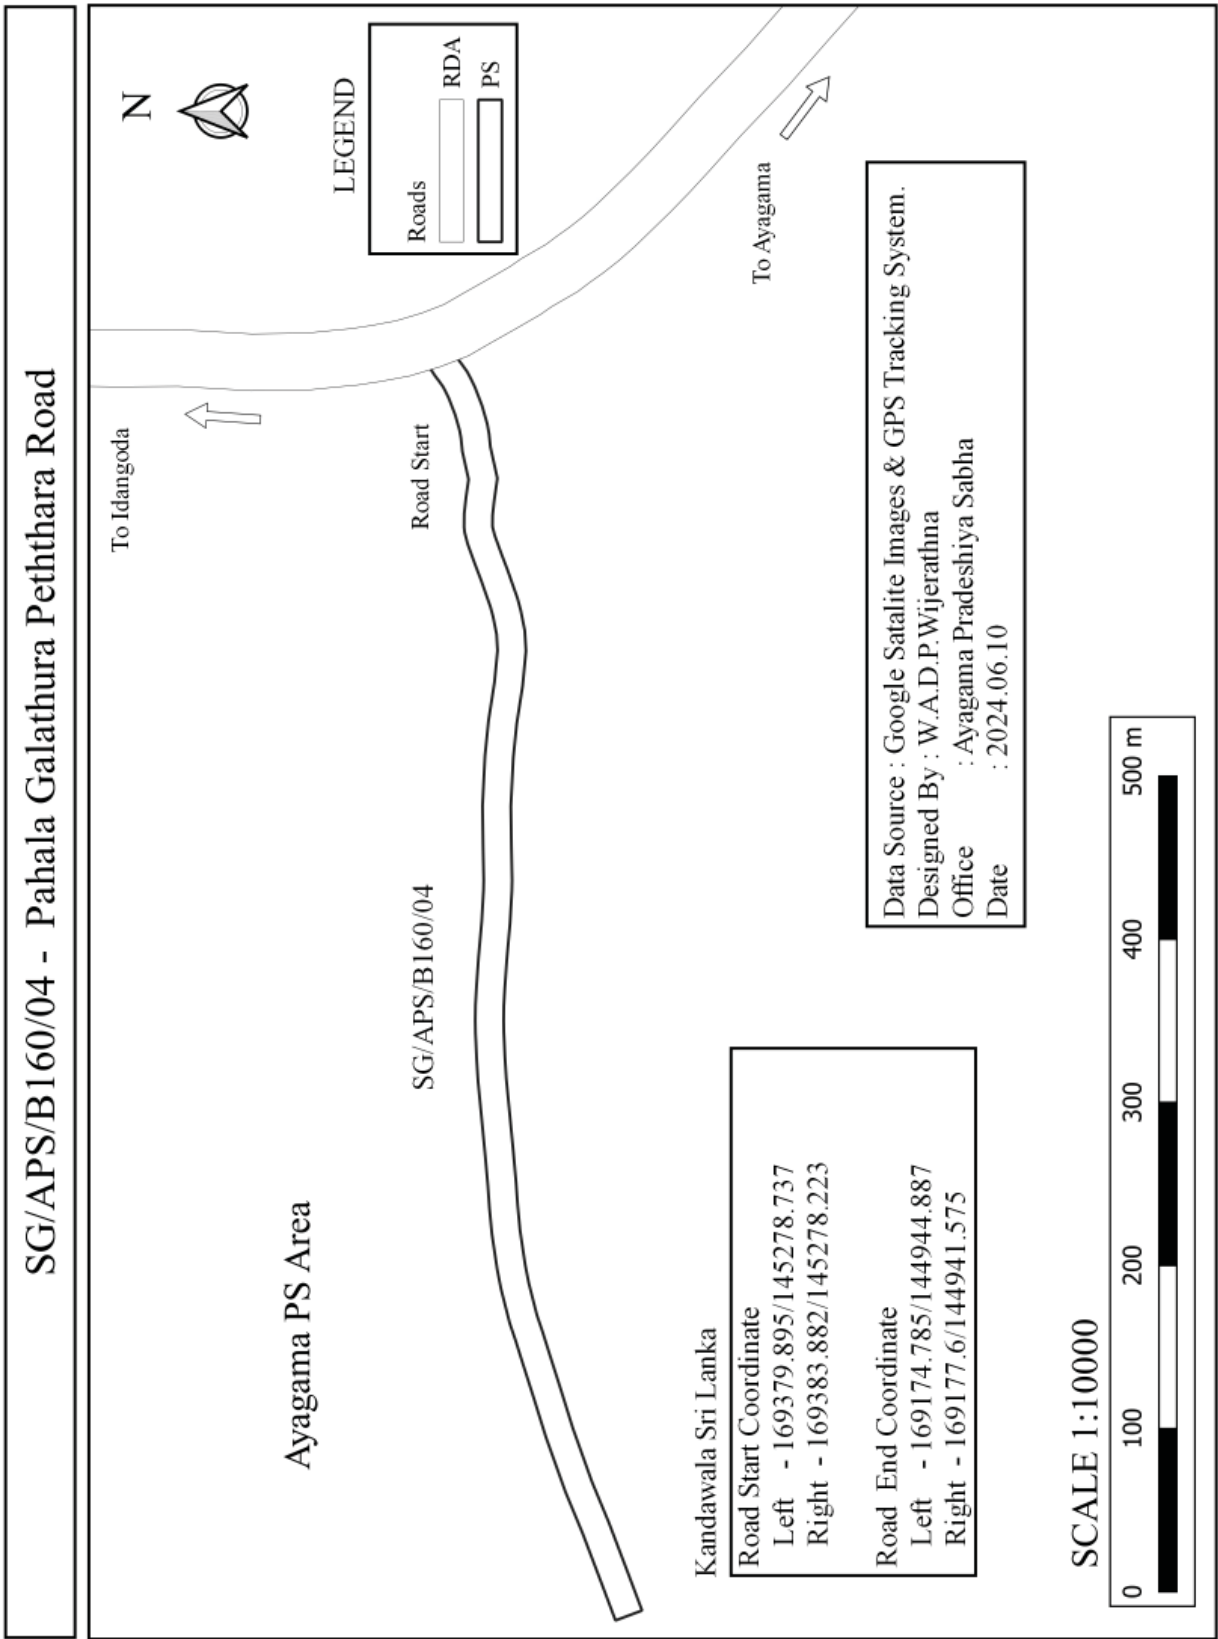 SG/APS/B160/04 - Pahala Galathura Peththara Road
N
LEGEND
Roads
RDA
PS
To Idangoda
Road Start
To Ayagama
SG/APS/B160/04
Ayagama PS Area
Kandawala Sri Lanka
Road Start Coordinate
Left - 169379.895/145278.737
Right - 169383.882/145278.223
Road End Coordinate
Left - 169174.785/144944.887
Right - 169177.6/144941.575
Data Source : Google Satalite Images & GPS Tracking System.
Designed By : W.A.D.P.Wijerathna
Office : Ayagama Pradeshiya Sabha
Date : 2024.06.10
SCALE 1:10000
0 100 200 300 400 500 m